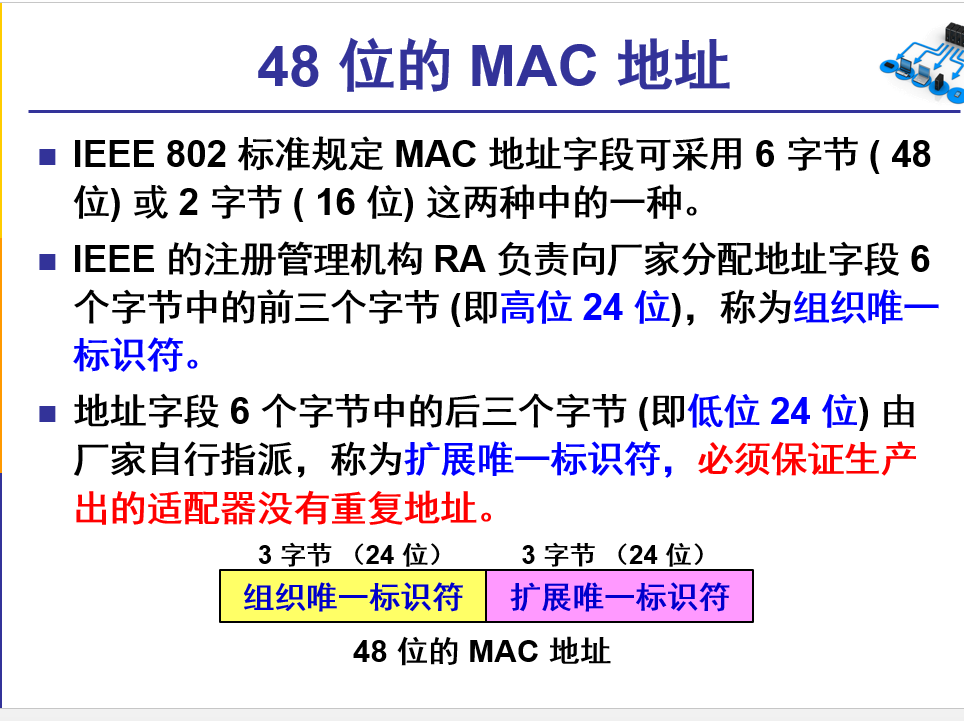 48 位的 MAC 地址
IEEE 802 标准规定 MAC 地址字段可采用 6 字节 ( 48
位) 或 2 字节 ( 16 位) 这两种中的一种。
IEEE 的注册管理机构 RA 负责向厂家分配地址字段 6
个字节中的前三个字节 (即高位 24 位)，称为组织唯一
标识符。
地址字段 6 个字节中的后三个字节 (即低位 24 位) 由
厂家自行指派，称为扩展唯一标识符，必须保证生产
出的适配器没有重复地址。
3 字节 （24 位） 3 字节 （24 位）
组织唯一标识符 扩展唯一标识符
48 位的 MAC 地址